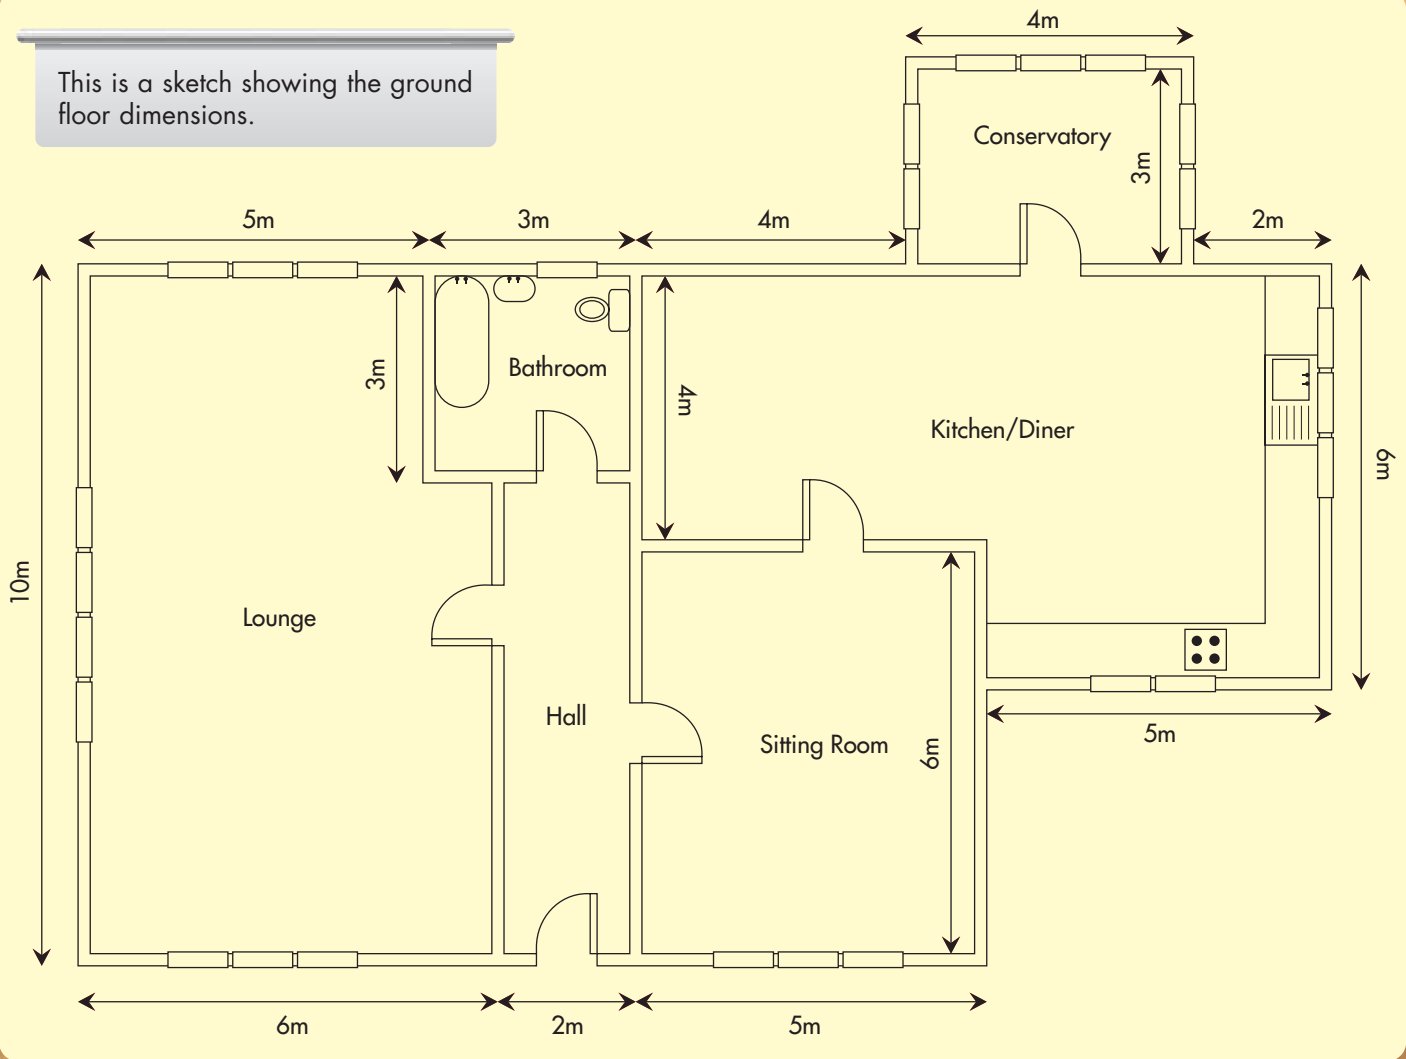 This is a sketch showing the ground
floor dimensions.
4m
Conservatory
3m
5m
3m
4m
2m
3m
Bathroom
4m
Kitchen/Diner
6m
10m
Lounge
Hall
Sitting Room
6m
5m
6m
2m
5m